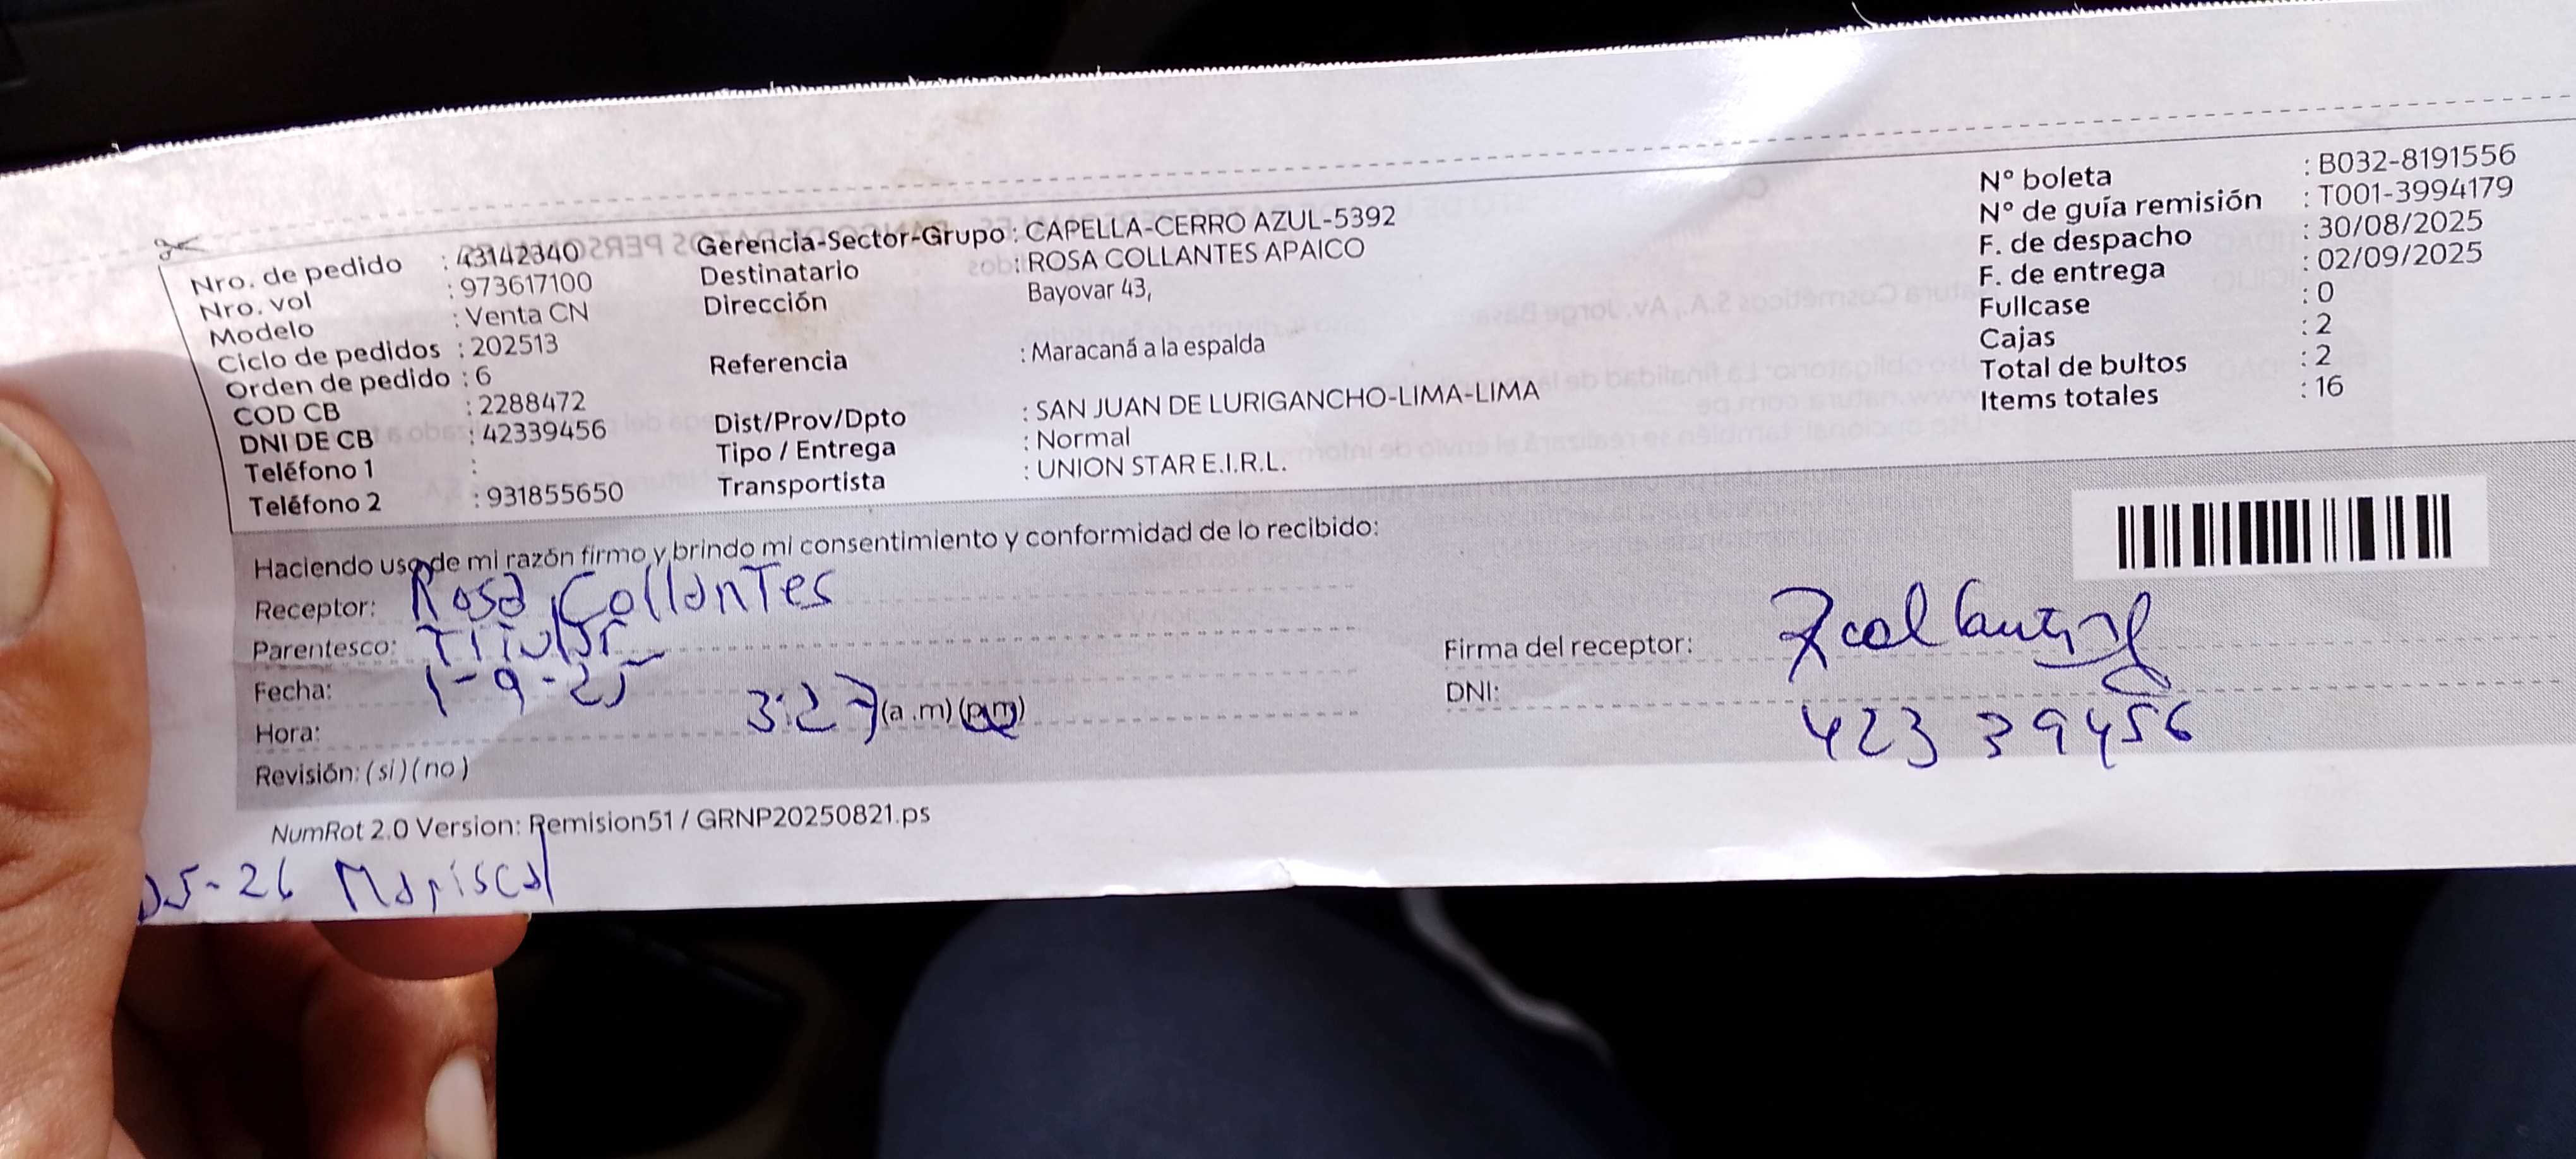 Nro. de pedido : 43142340
Nro. vol : 973617100
Modelo : Venta CN
Ciclo de pedidos : 202513
Orden de pedido : 6
COD CB : 2288472
DNI DE CB : 42339456
Teléfono 1 :
Teléfono 2 : 931855650
Gerencia-Sector-Grupo : CAPELLA-CERRO AZUL-5392
Destinatario : ROSA COLLANTES APAICO
Dirección Bayovar 43,
Referencia : Maracaná a la espalda
Dist/Prov/Dpto : SAN JUAN DE LURIGANCHO-LIMA-LIMA
Tipo / Entrega : Normal
Transportista : UNION STAR E.I.R.L.
Nº boleta : B032-8191556
Nº de guía remisión : T001-3994179
F. de despacho : 30/08/2025
F. de entrega : 02/09/2025
Fullcase : 0
Cajas : 2
Total de bultos : 2
Items totales : 16
Haciendo uso de mi razón firmo y brindo mi consentimiento y conformidad de lo recibido:
Receptor: Rosa Collantes
Parentesco: Titular
Fecha: 1-9-25
Hora: 3:27 (a.m) (pm)
Revisión: (si) (no)
Firma del receptor:
DNI: 42339456
NumRot 2.0 Version: Remision51 / GRNP20250821.ps
26 Mariscal